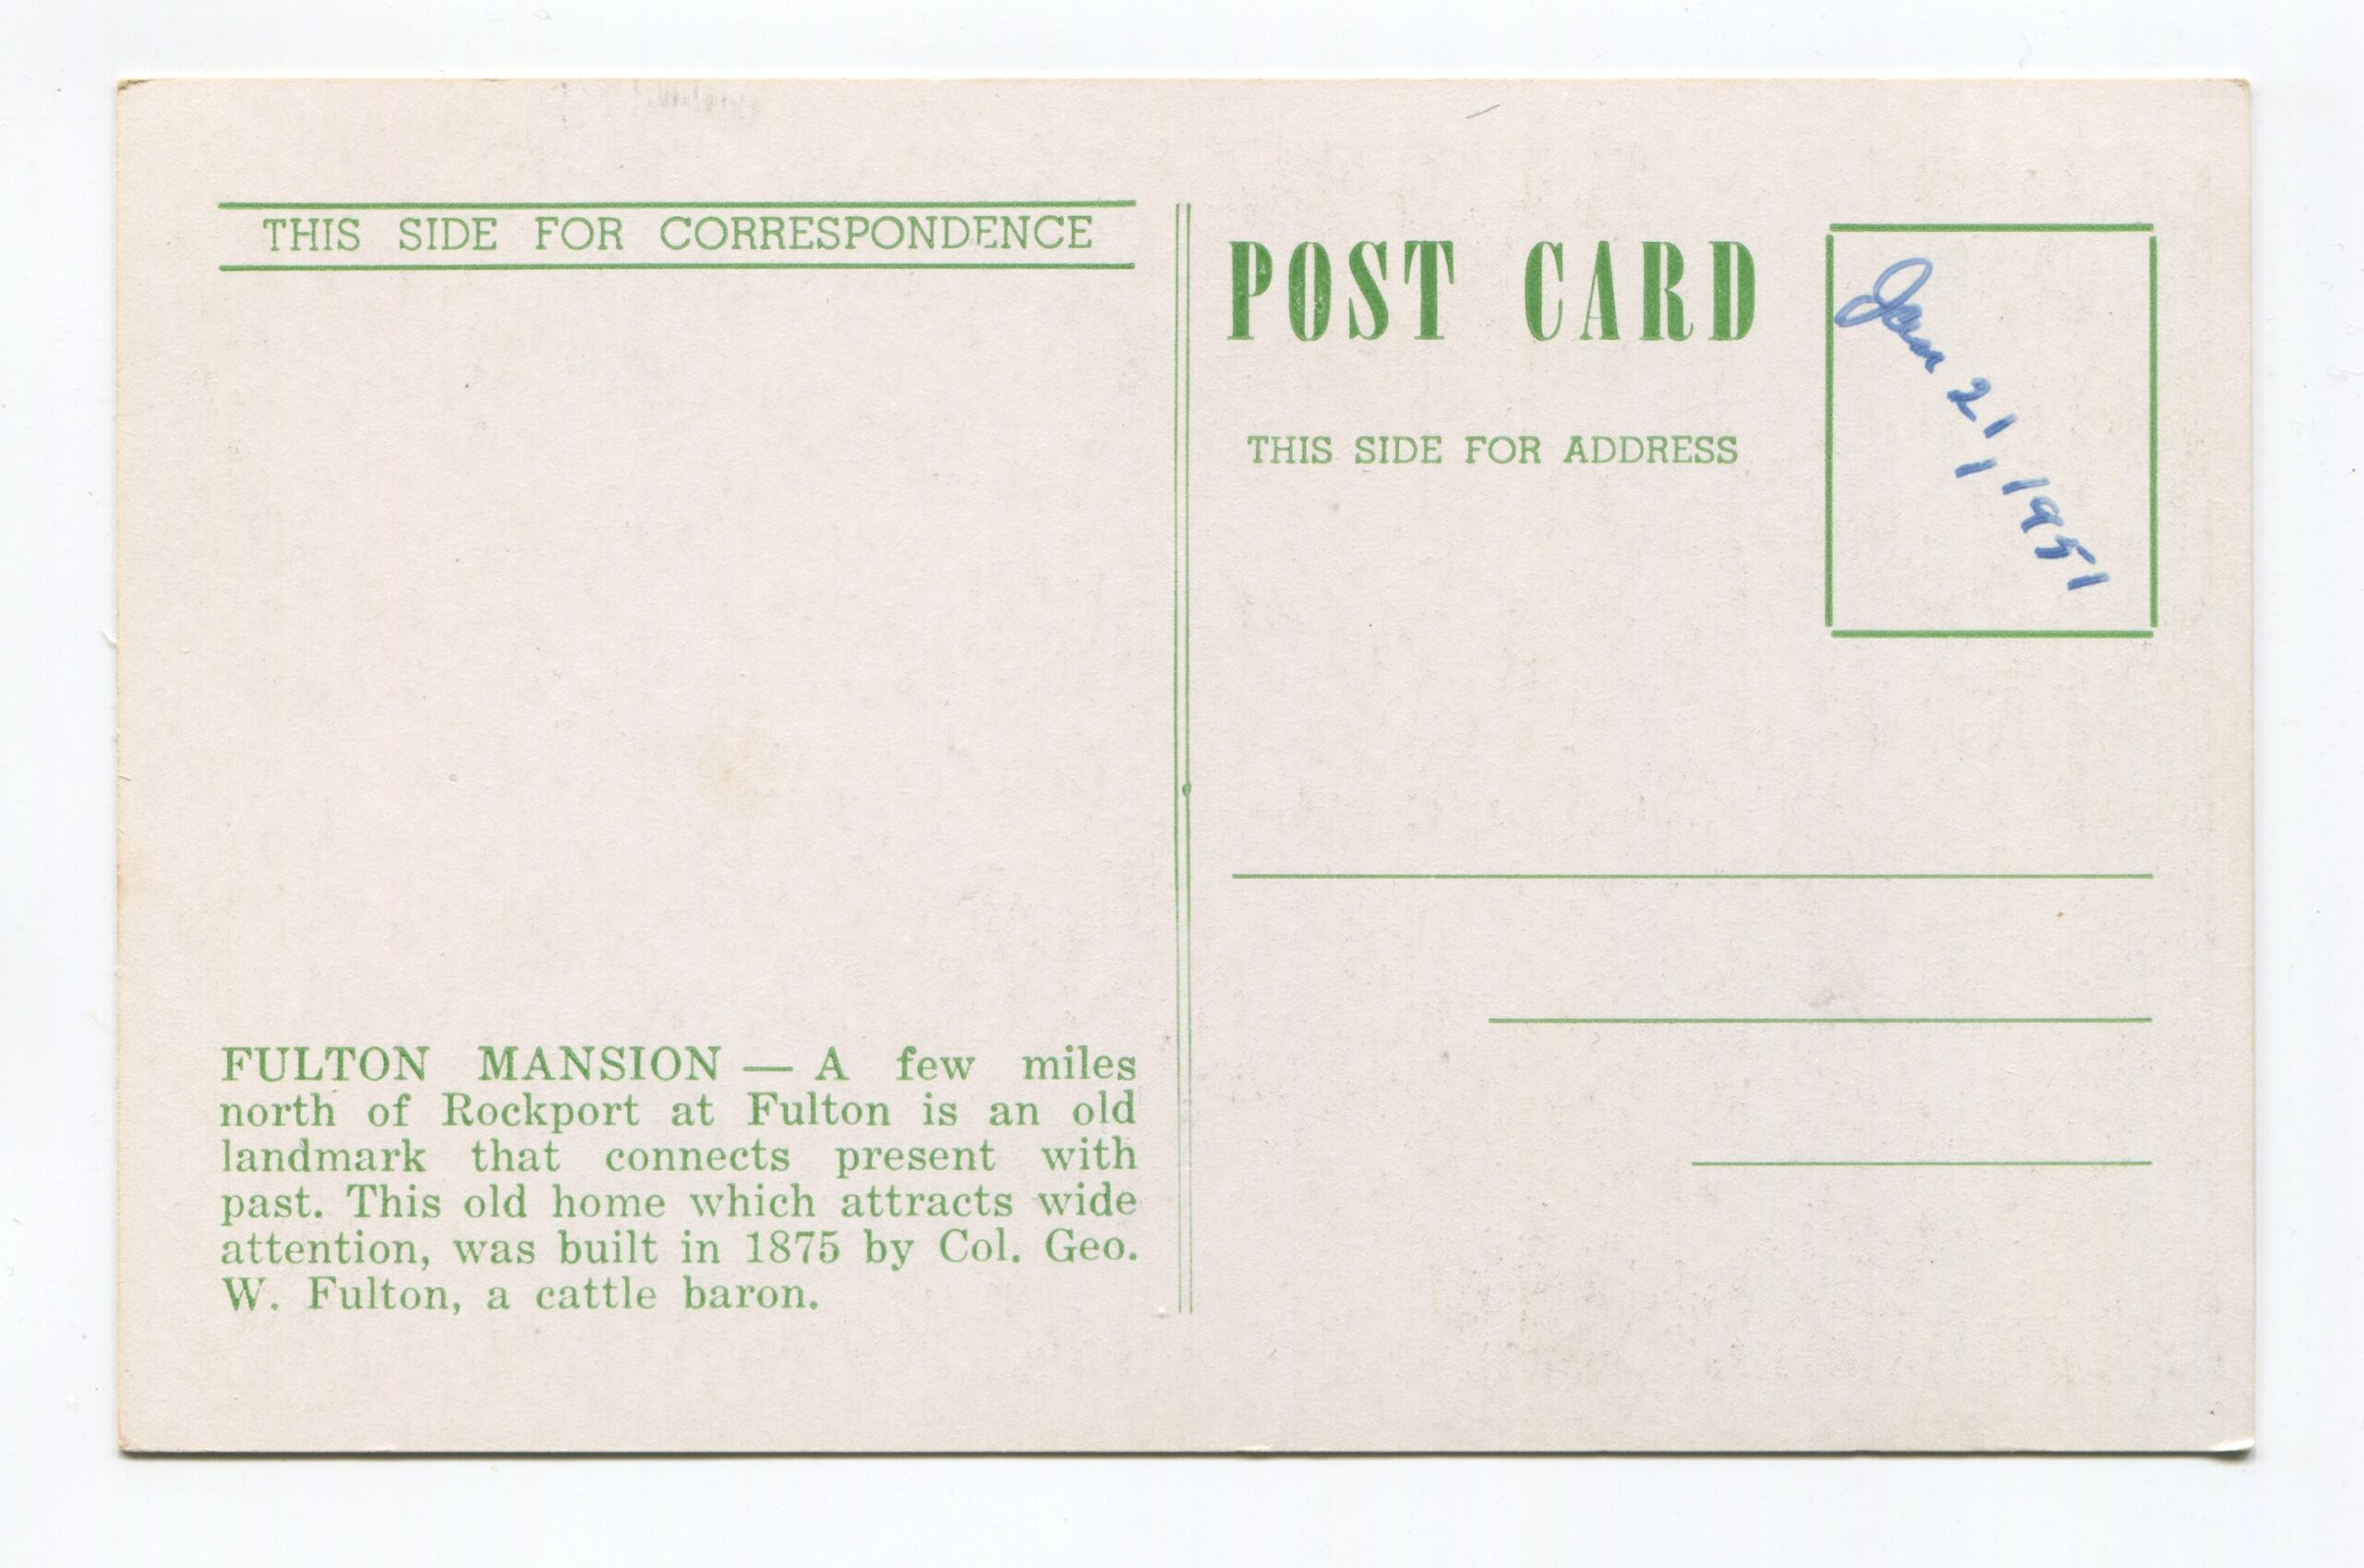 THIS SIDE FOR CORRESPONDENCE
FULTON MANSION — A few miles
north of Rockport at Fulton is an old
landmark that connects present with
past. This old home which attracts wide
attention, was built in 1875 by Col. Geo.
W. Fulton, a cattle baron.
POST CARD
THIS SIDE FOR ADDRESS
Jan 21, 1951